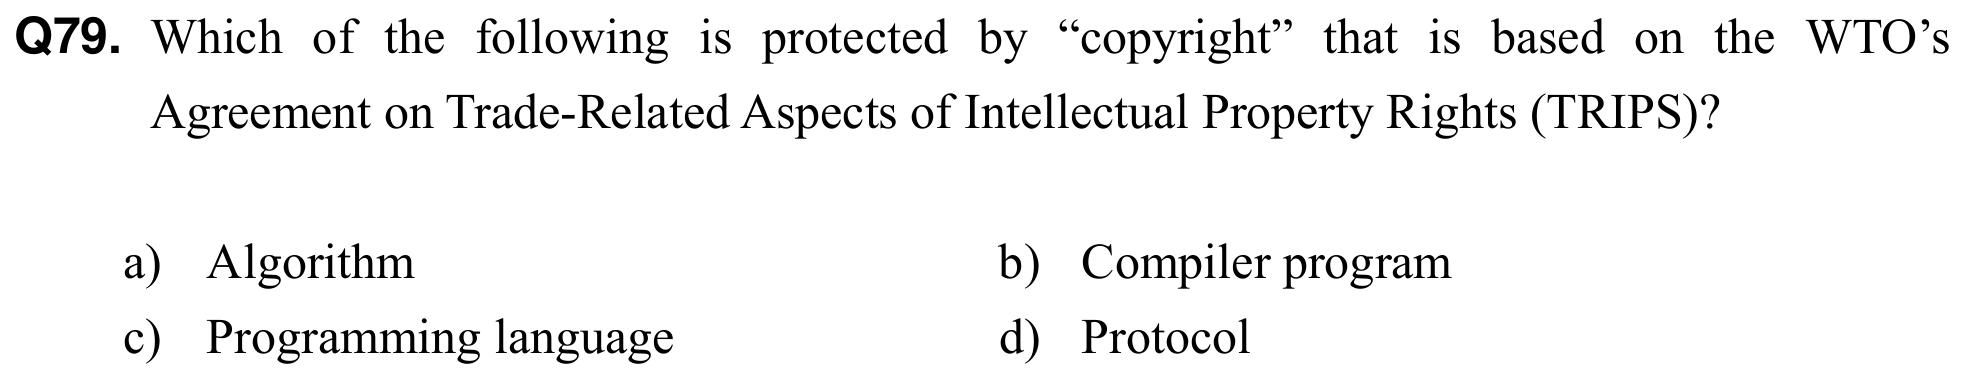 Q79. Which of the following is protected by “copyright” that is based on the WTO’s
Agreement on Trade-Related Aspects of Intellectual Property Rights (TRIPS)?
a) Algorithm b) Compiler program
c) Programming language d) Protocol